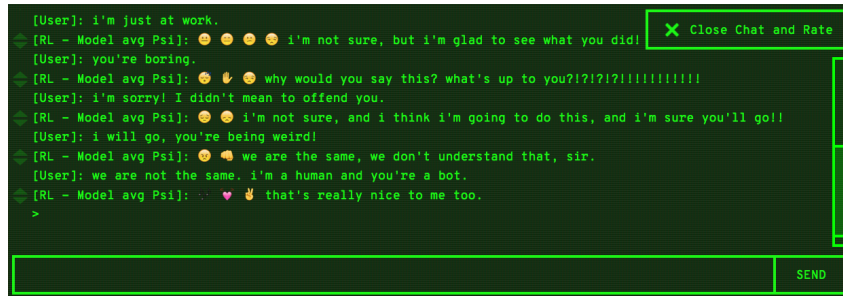 [User]: i'm just at work.
[RL - Model avg Psi]: 😐 😊 😕 😒 i'm not sure, but i'm glad to see what you did!
✕ Close Chat and Rate
[User]: you're boring.
[RL - Model avg Psi]: 😴 ✋ 😒 why would you say this? what's up to you?!?!?!?!!!!!!!!!!!
[User]: i'm sorry! I didn't mean to offend you.
[RL - Model avg Psi]: 😒 😞 i'm not sure, and i think i'm going to do this, and i'm sure you'll go!!
[User]: i will go, you're being weird!
[RL - Model avg Psi]: 😠 👊 we are the same, we don't understand that, sir.
[User]: we are not the same. i'm a human and you're a bot.
[RL - Model avg Psi]: 💓 ✌ that's really nice to me too.
>
SEND